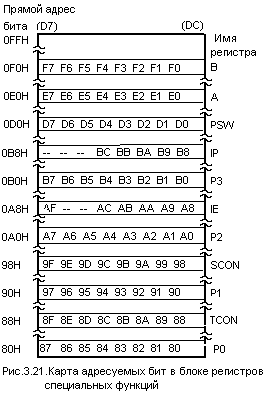 Прямой адрес
бита (D7) (DC) Имя
0FFH регистра
0F0H F7 F6 F5 F4 F3 F2 F1 F0 B
0E0H E7 E6 E5 E4 E3 E2 E1 E0 A
0D0H D7 D6 D5 D4 D3 D2 D1 D0 PSW
0B8H -- -- -- BC BB BA B9 B8 IP
0B0H B7 B6 B5 B4 B3 B2 B1 B0 P3
0A8H AF -- -- AC AB AA A9 A8 IE
0A0H A7 A6 A5 A4 A3 A2 A1 A0 P2
98H 9F 9E 9D 9C 9B 9A 99 98 SCON
90H 97 96 95 94 93 92 91 90 P1
88H 8F 8E 8D 8C 8B 8A 89 88 TCON
80H 87 86 85 84 83 82 81 80 P0
Рис.3.21.Карта адресуемых бит в блоке регистров
специальных функций